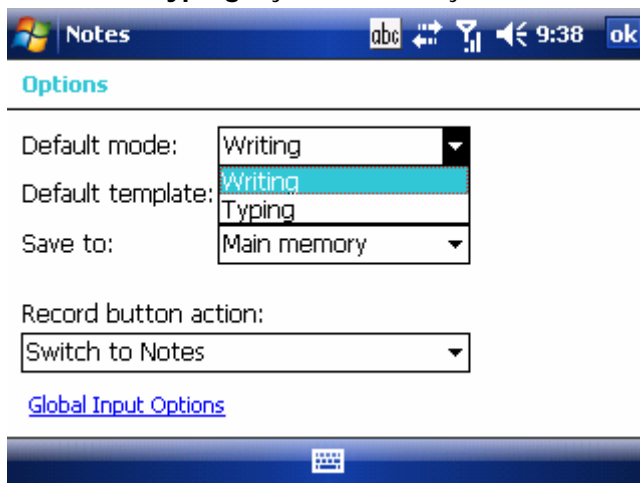 Notes abc 9:38 ok
Options
Default mode: Writing
Writing
Default template:
Typing
Save to: Main memory
Record button action:
Switch to Notes
Global Input Options